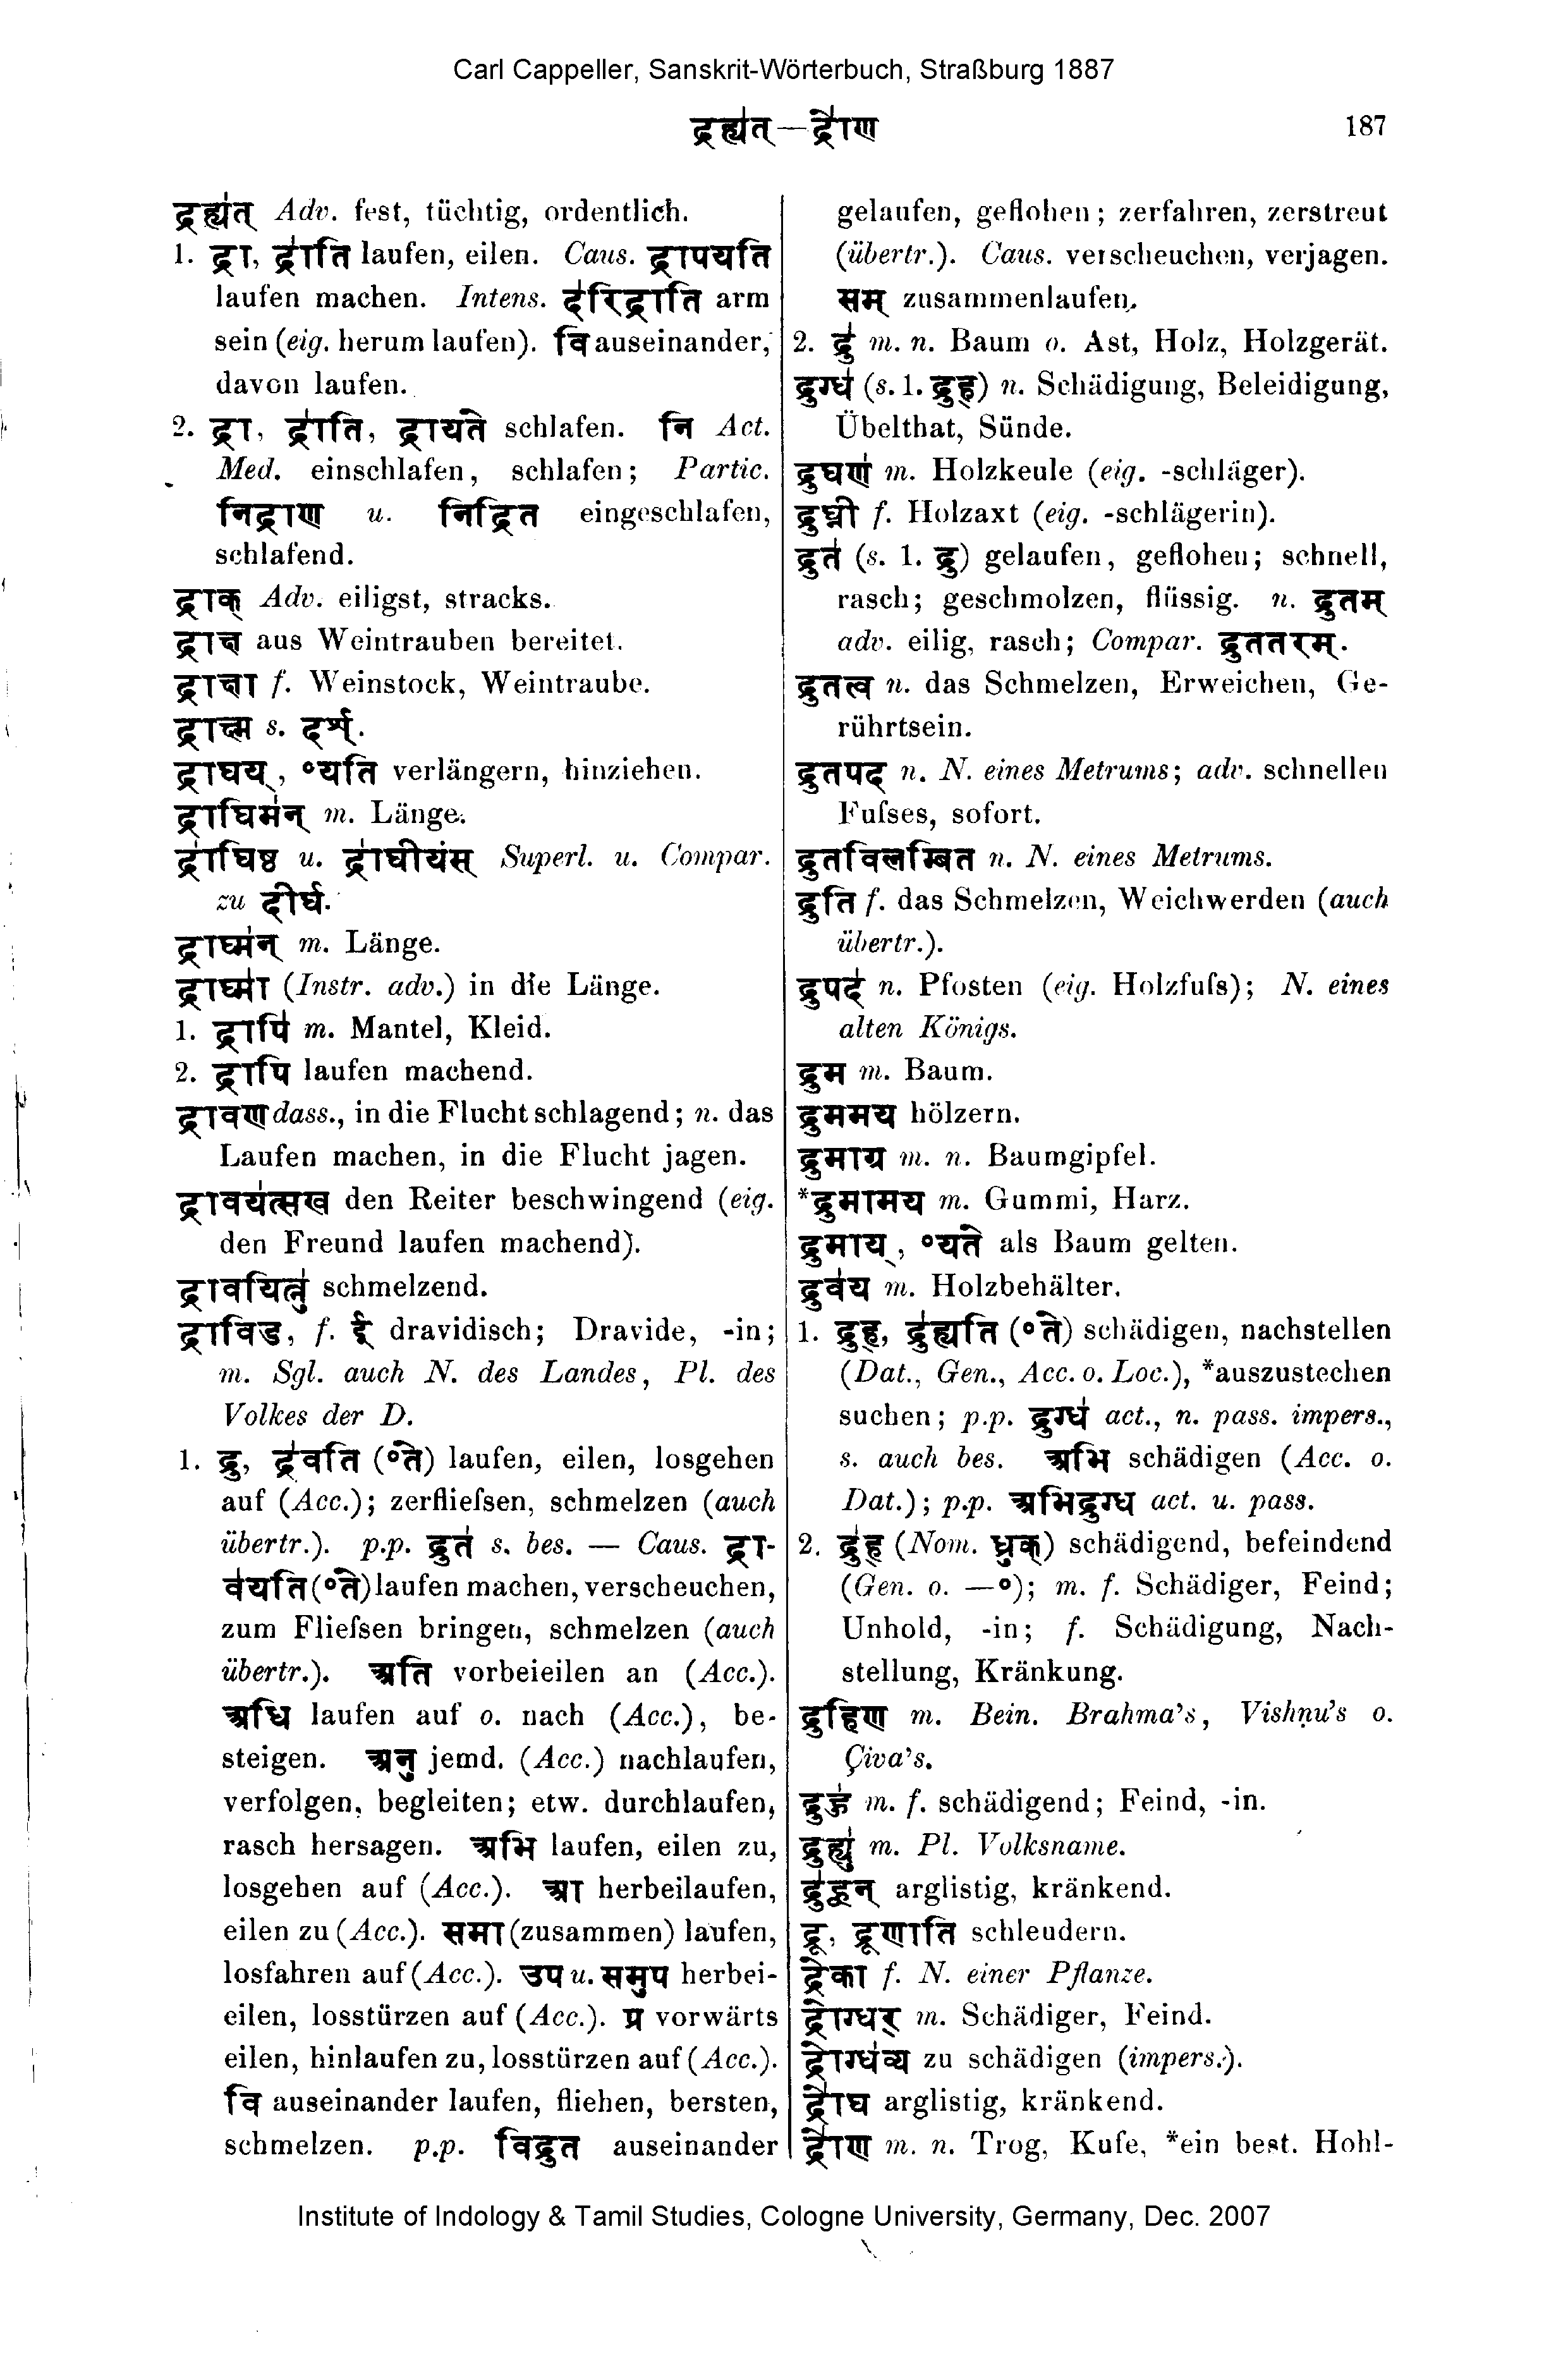 Carl Cappeller, Sanskrit-Wörterbuch, Straßburg 1887
द्रह्यत् — द्रोण 187
द्रह्यत् Adv. fest, tüchtig, ordentlich.
1. द्रा, द्राति laufen, eilen. Caus. द्रापयति
laufen machen. Intens. दरिद्राति arm
sein (eig. herum laufen). वि auseinander,
davon laufen.
2. द्रा, द्राति, द्रायते schlafen. नि Act.
Med. einschlafen, schlafen; Partic.
निद्राण u. निद्रित eingeschlafen,
schlafend.
द्राक् Adv. eiligst, stracks.
द्राक्ष aus Weintrauben bereitet.
द्राक्षा f. Weinstock, Weintraube.
द्राक्ष्म s. दर्श्.
द्राघय्, °यति verlängern, hinziehen.
द्राघिमन् m. Länge.
द्राघिष्ठ u. द्राघीयंस् Superl. u. Compar.
zu दीर्घ.
द्राघ्मन् m. Länge.
द्राघ्मा (Instr. adv.) in die Länge.
1. द्रापि m. Mantel, Kleid.
2. द्रापि laufen machend.
द्रावण dass., in die Flucht schlagend; n. das
Laufen machen, in die Flucht jagen.
द्रावयत्सख den Reiter beschwingend (eig.
den Freund laufen machend).
द्रावयित्नु schmelzend.
द्राविड, f. ई dravidisch; Dravide, -in;
m. Sgl. auch N. des Landes, Pl. des
Volkes der D.
1. द्रु, द्रवति (°ते) laufen, eilen, losgehen
auf (Acc.); zerflieſsen, schmelzen (auch
übertr.). p.p. द्रुत s. bes. — Caus. द्रा-
वयति (°ते) laufen machen, verscheuchen,
zum Flieſsen bringen, schmelzen (auch
übertr.). अति vorbeieilen an (Acc.).
अधि laufen auf o. nach (Acc.), be-
steigen. अनु jemd. (Acc.) nachlaufen,
verfolgen, begleiten; etw. durchlaufen,
rasch hersagen. अभि laufen, eilen zu,
losgehen auf (Acc.). आ herbeilaufen,
eilen zu (Acc.). समा (zusammen) laufen,
losfahren auf (Acc.). उप u. समुप herbei-
eilen, losstürzen auf (Acc.). प्र vorwärts
eilen, hinlaufen zu, losstürzen auf (Acc.).
वि auseinander laufen, fliehen, bersten,
schmelzen. p.p. विद्रुत auseinander
gelaufen, geflohen; zerfahren, zerstreut
(übertr.). Caus. verscheuchen, verjagen.
सम् zusammenlaufen.
2. द्रु m. n. Baum o. Ast, Holz, Holzgerät.
द्रुग्ध (s. 1. द्रुह्) n. Schädigung, Beleidigung,
Übelthat, Sünde.
द्रुघण m. Holzkeule (eig. -schläger).
द्रुघ्नी f. Holzaxt (eig. -schlägerin).
द्रुत (s. 1. द्रु) gelaufen, geflohen; schnell,
rasch; geschmolzen, flüssig. n. द्रुतम्
adv. eilig, rasch; Compar. द्रुततरम्.
द्रुतत्व n. das Schmelzen, Erweichen, Ge-
rührtsein.
द्रुतपद n. N. eines Metrums; adv. schnellen
Fuſses, sofort.
द्रुतविलम्बित n. N. eines Metrums.
द्रुति f. das Schmelzen, Weichwerden (auch
übertr.).
द्रुपद n. Pfosten (eig. Holzfuſs); N. eines
alten Königs.
द्रुम m. Baum.
द्रुममय hölzern.
द्रुमाग्र m. n. Baumgipfel.
*द्रुमामय m. Gummi, Harz.
द्रुमाय्, °यते als Baum gelten.
द्रुवय m. Holzbehälter.
1. द्रुह्, द्रुह्यति (°ते) schädigen, nachstellen
(Dat., Gen., Acc. o. Loc.), *auszustechen
suchen; p.p. द्रुग्ध act., n. pass. impers.,
s. auch bes. अभि schädigen (Acc. o.
Dat.); p.p. अभिद्रुग्ध act. u. pass.
2. द्रुह् (Nom. ध्रुक्) schädigend, befeindend
(Gen. o. —°); m. f. Schädiger, Feind;
Unhold, -in; f. Schädigung, Nach-
stellung, Kränkung.
द्रुहिण m. Bein. Brahma's, Vishṇu's o.
Çiva's.
द्रुह m. f. schädigend; Feind, -in.
द्रुह्यु m. Pl. Volksname.
द्रुह्वन् arglistig, kränkend.
द्रू, द्रूणाति schleudern.
द्रेका f. N. einer Pflanze.
द्रोग्धर् m. Schädiger, Feind.
द्रोग्धव्य zu schädigen (impers.).
द्रोघ arglistig, kränkend.
द्रोण m. n. Trog, Kufe, *ein best. Hohl-
Institute of Indology & Tamil Studies, Cologne University, Germany, Dec. 2007